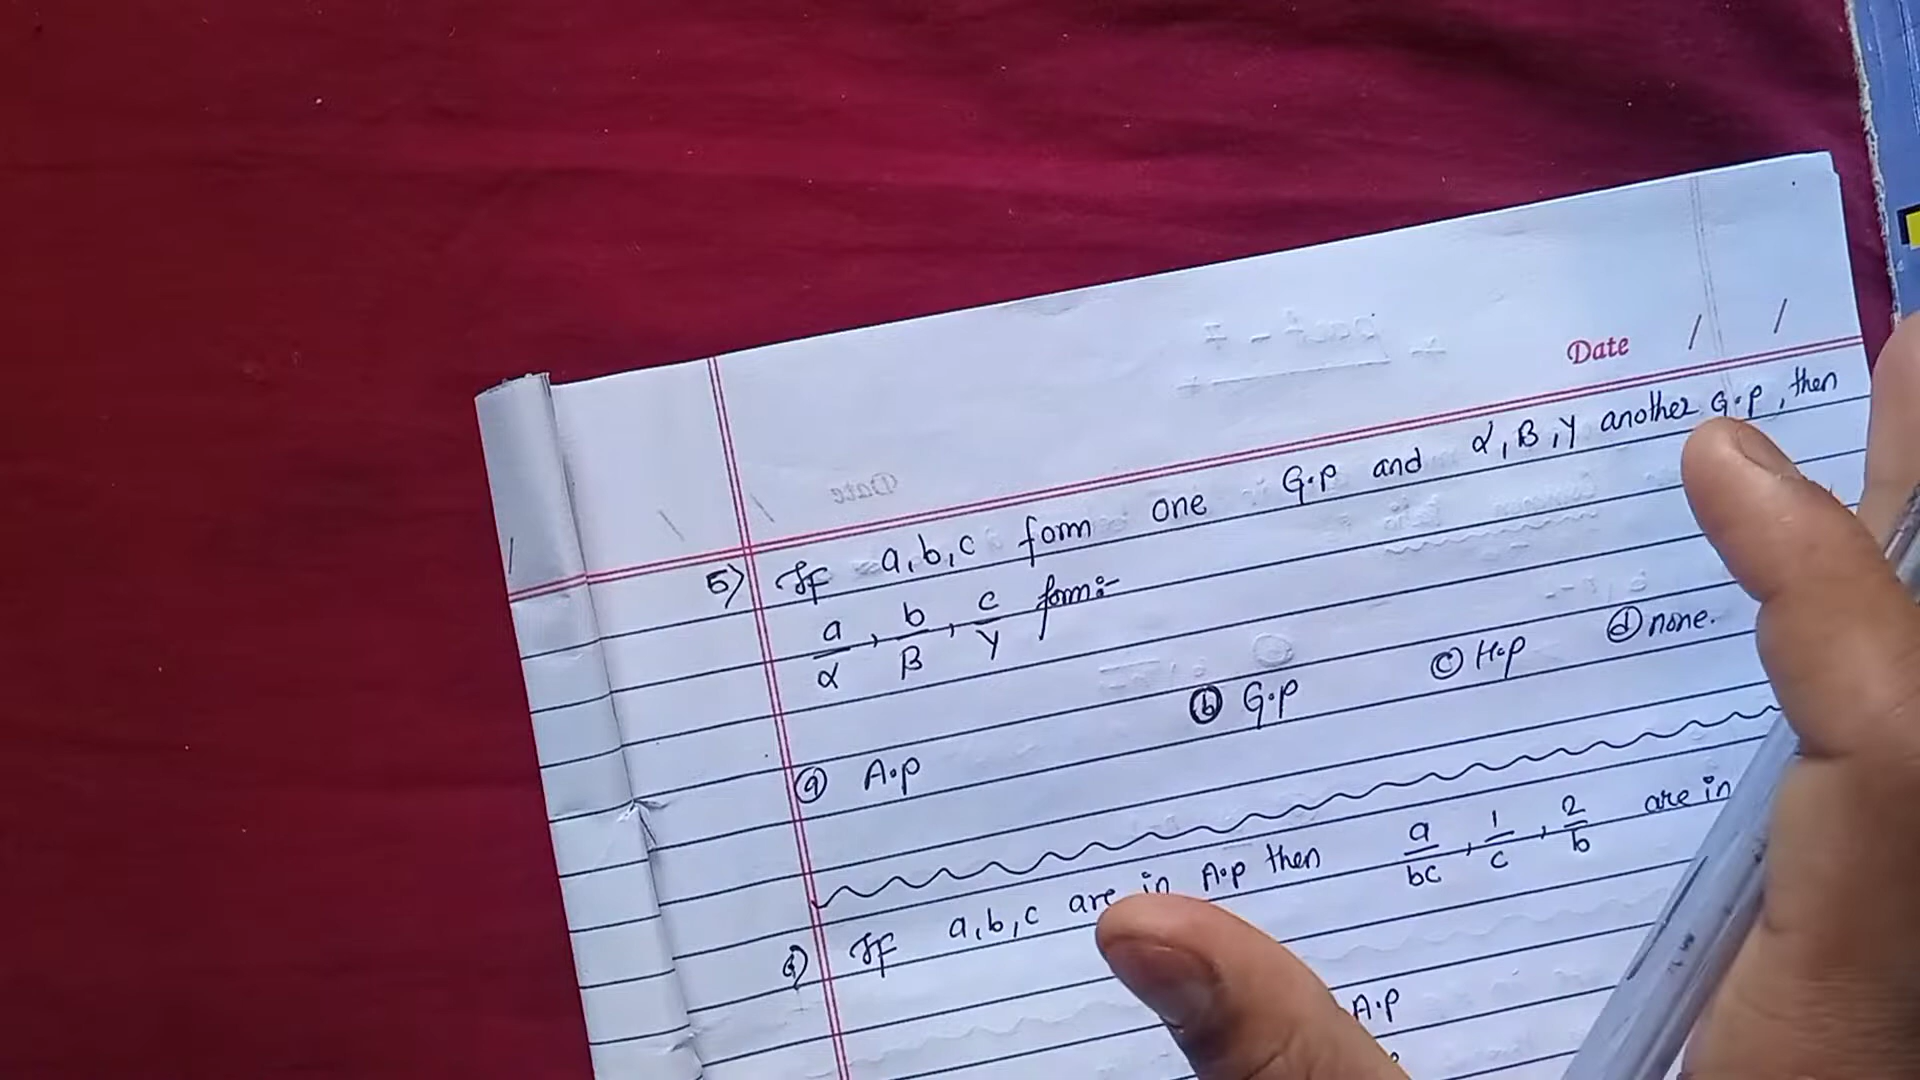 Date / /
5) If a, b, c form one G.P and α, β, γ another G.P, then
a/α , b/β , c/γ form:-
ⓐ A.P ⓑ G.P ⓒ H.P ⓓ none.
If a, b, c are in A.P then a/bc , 1/c , 2/b are in
A.P